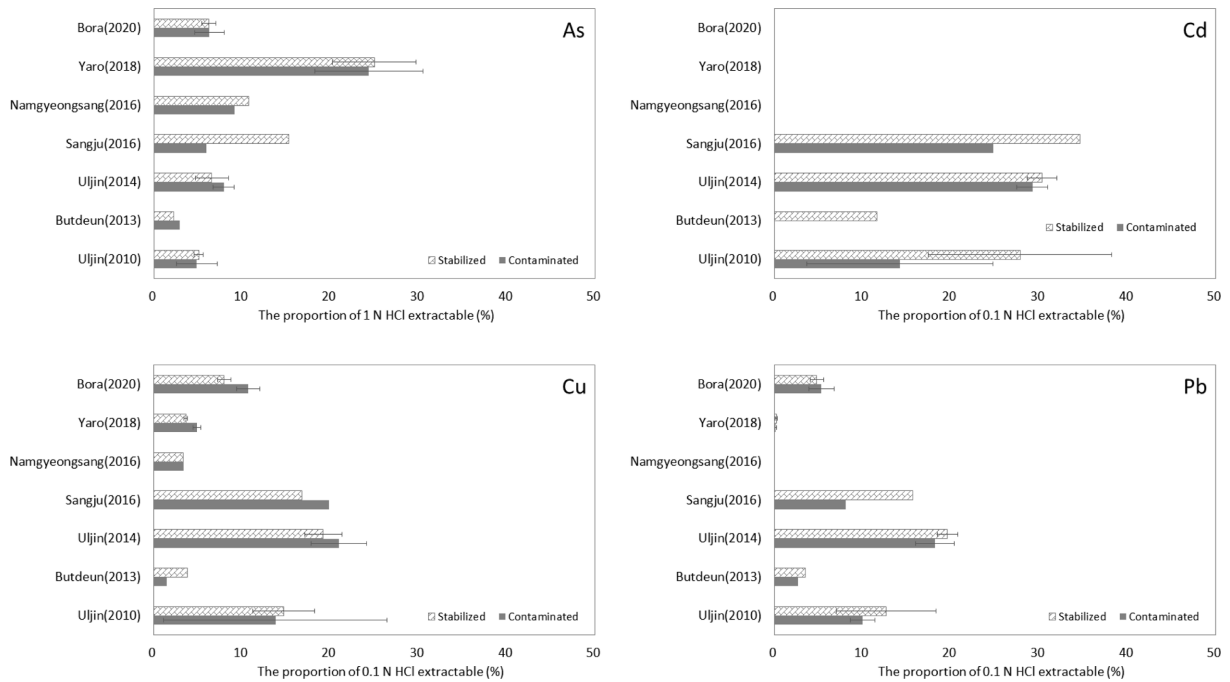 As
Bora(2020)
Yaro(2018)
Namgyeongsang(2016)
Sangju(2016)
Uljin(2014)
Butdeun(2013)
Uljin(2010)
Stabilized Contaminated
0 10 20 30 40 50
The proportion of 1 N HCl extractable (%)
Cd
Bora(2020)
Yaro(2018)
Namgyeongsang(2016)
Sangju(2016)
Uljin(2014)
Butdeun(2013)
Uljin(2010)
Stabilized Contaminated
0 10 20 30 40 50
The proportion of 0.1 N HCl extractable (%)
Cu
Bora(2020)
Yaro(2018)
Namgyeongsang(2016)
Sangju(2016)
Uljin(2014)
Butdeun(2013)
Uljin(2010)
Stabilized Contaminated
0 10 20 30 40 50
The proportion of 0.1 N HCl extractable (%)
Pb
Bora(2020)
Yaro(2018)
Namgyeongsang(2016)
Sangju(2016)
Uljin(2014)
Butdeun(2013)
Uljin(2010)
Stabilized Contaminated
0 10 20 30 40 50
The proportion of 0.1 N HCl extractable (%)